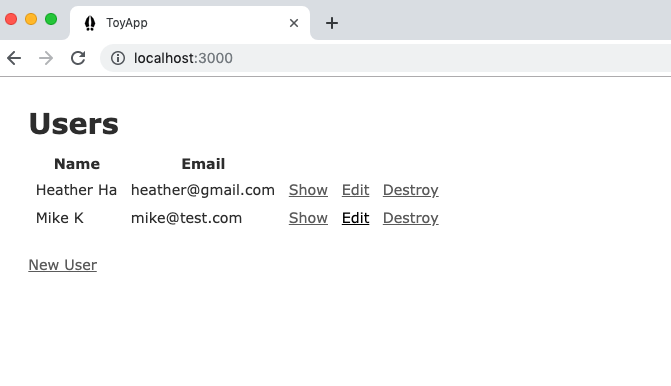 ToyApp
localhost:3000
Users
Name Email
Heather Ha heather@gmail.com Show Edit Destroy
Mike K mike@test.com Show Edit Destroy
New User